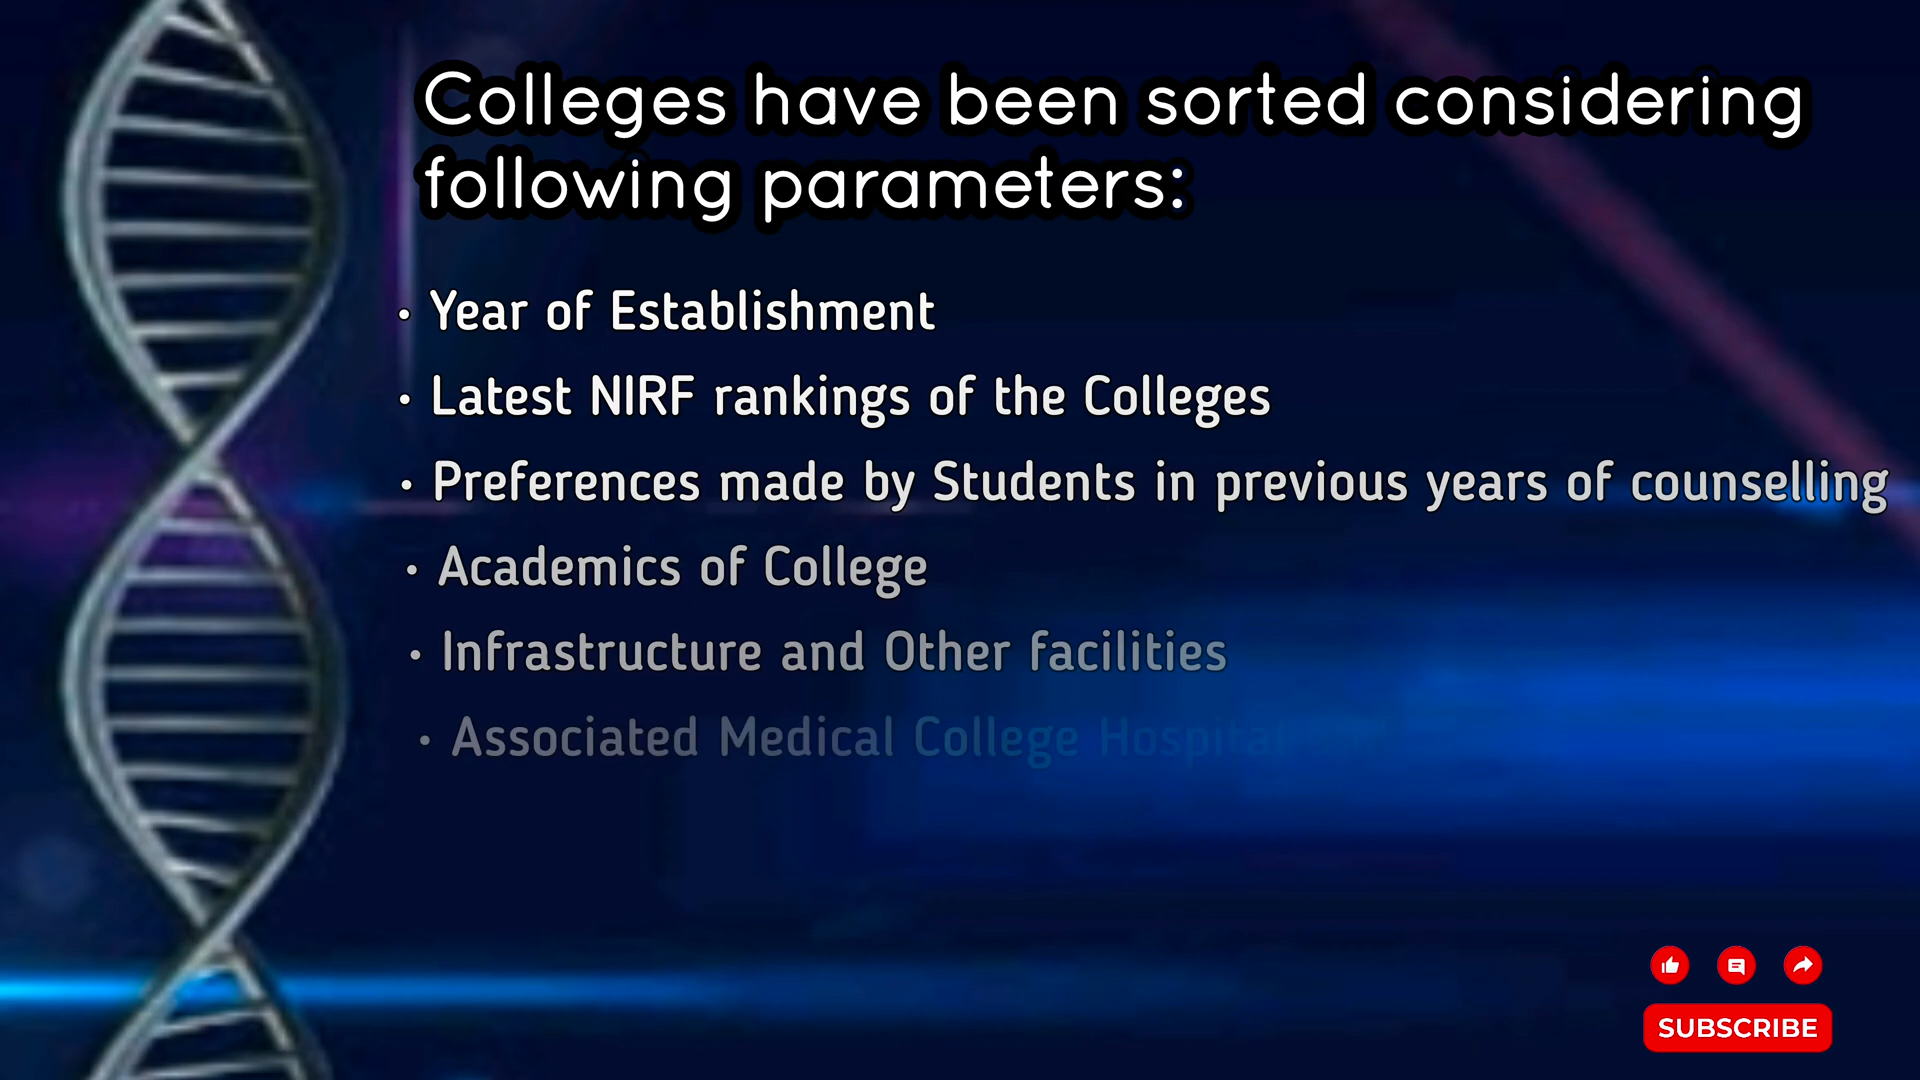 Colleges have been sorted considering
following parameters:
• Year of Establishment
• Latest NIRF rankings of the Colleges
• Preferences made by Students in previous years of counselling
• Academics of College
• Infrastructure and Other facilities
• Associated Medical College Hospital
SUBSCRIBE